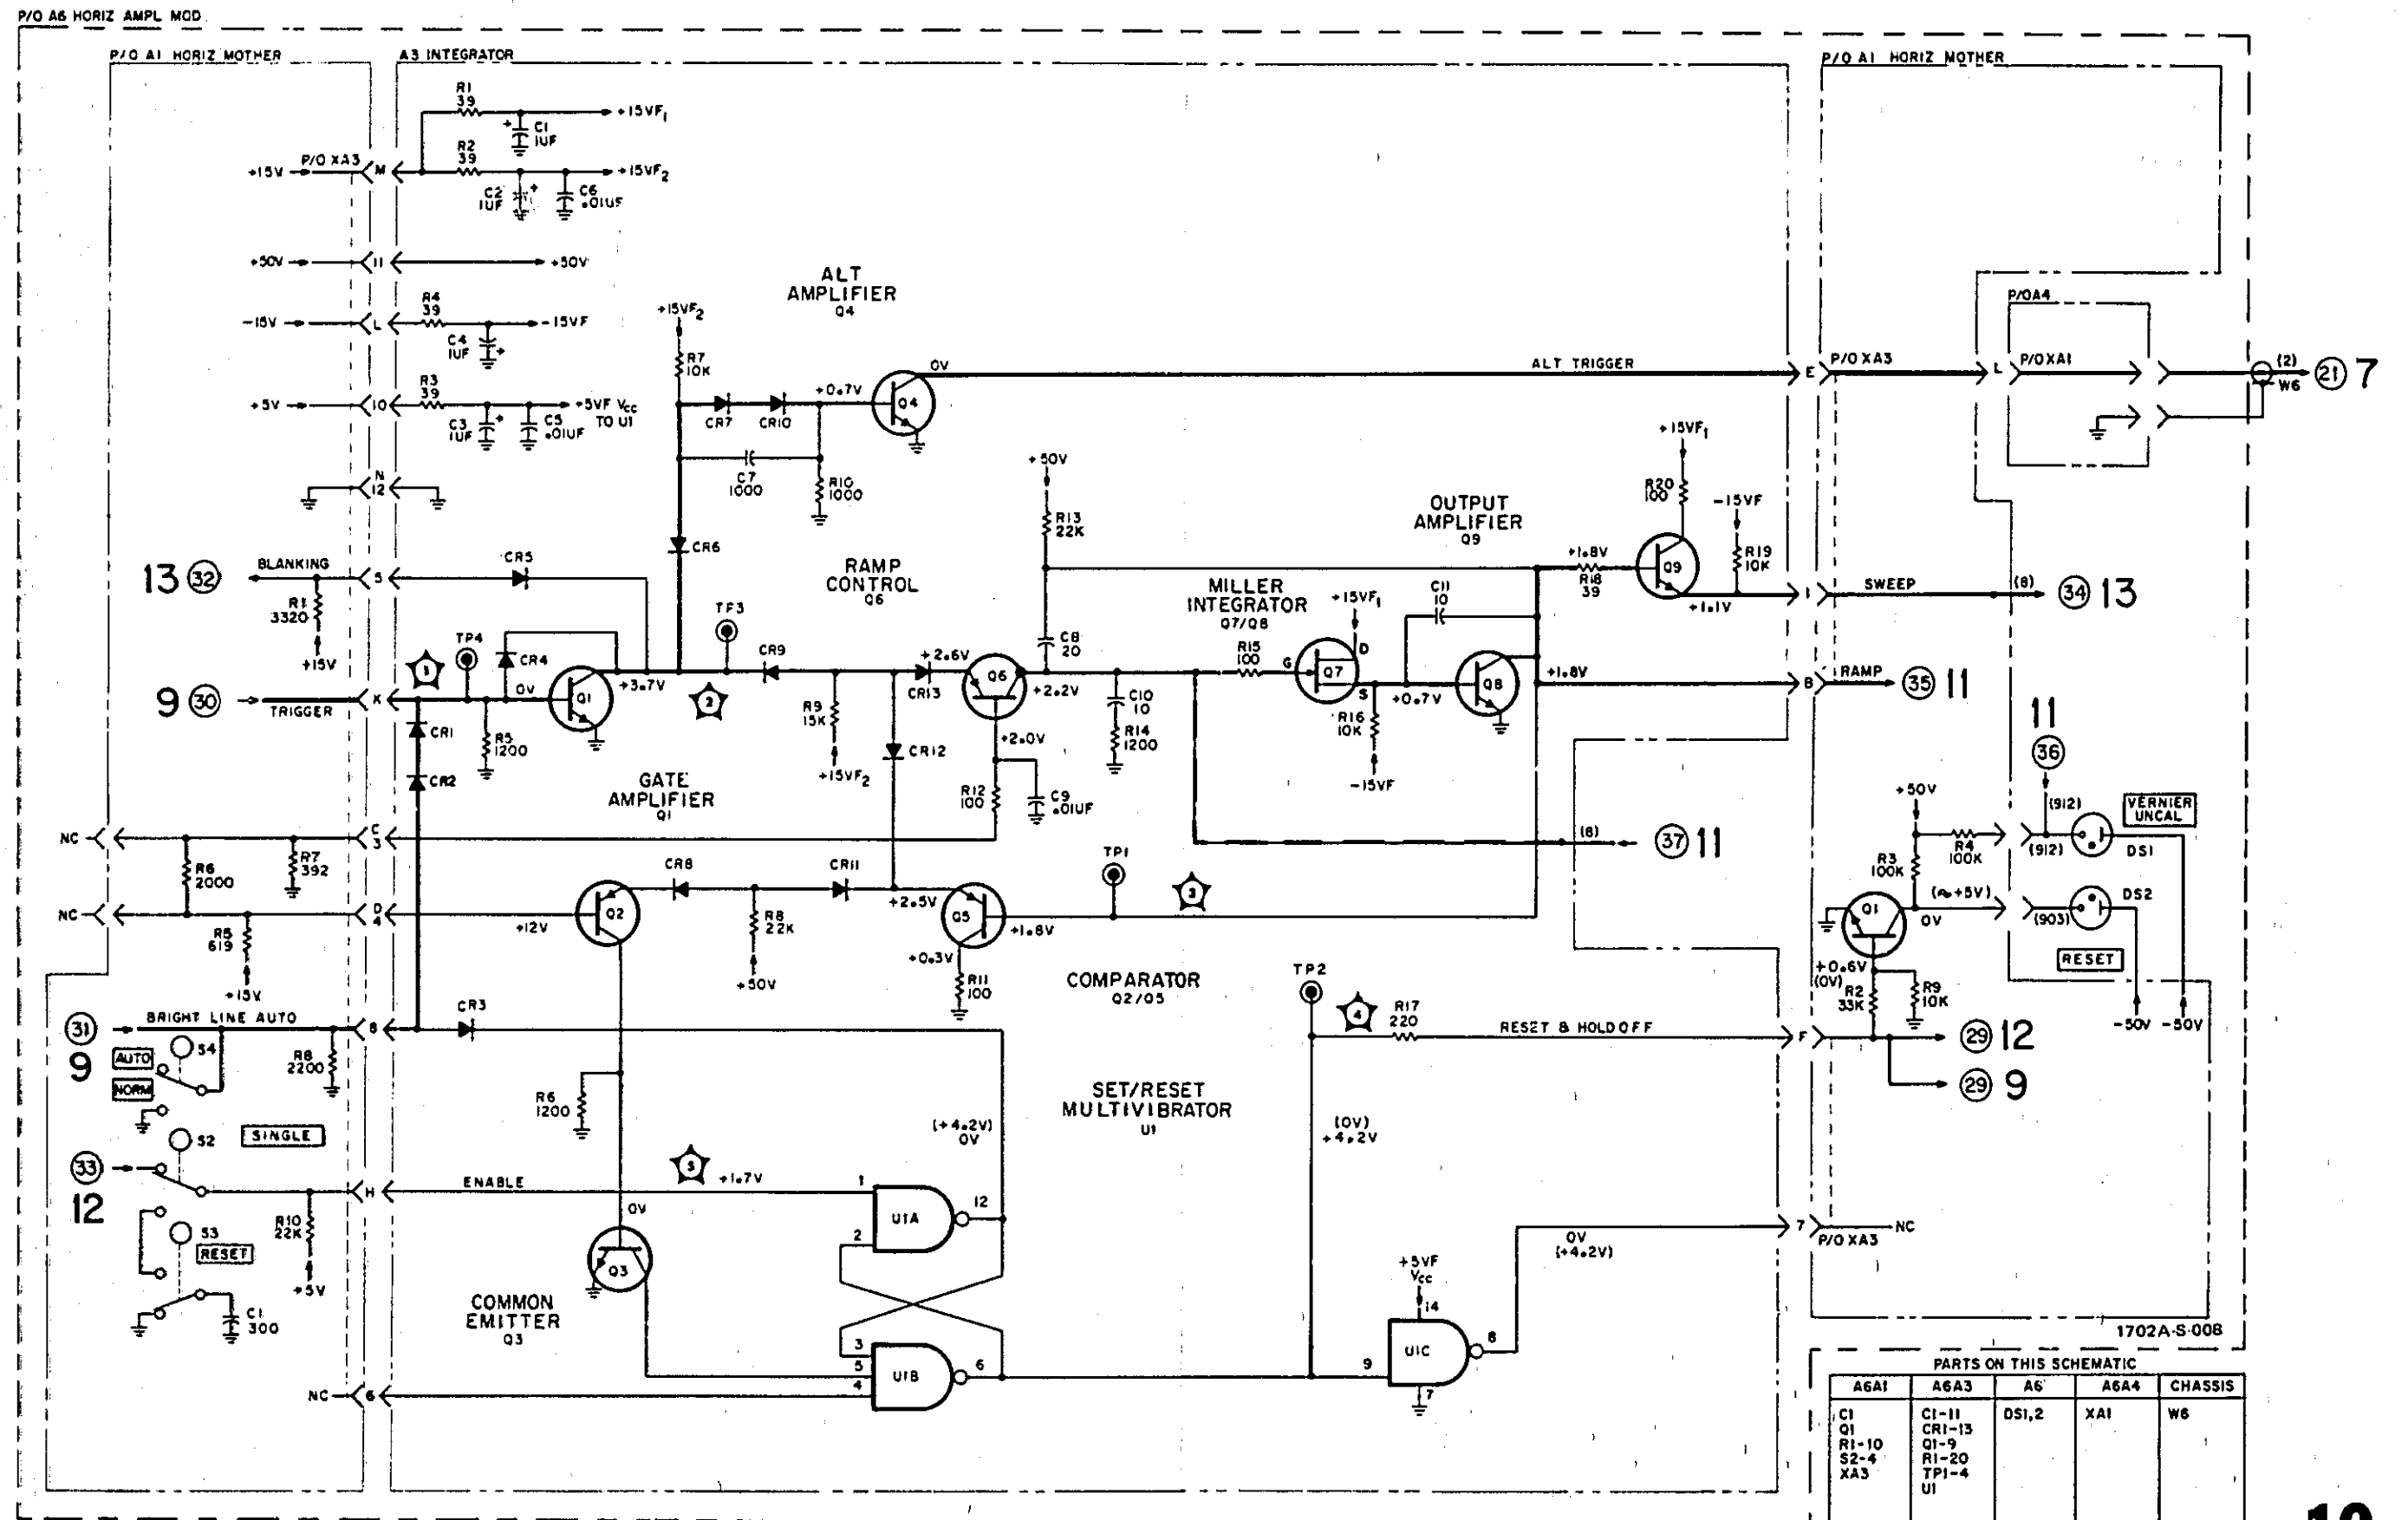 P/O A6 HORIZ AMPL MOD
P/O A1 HORIZ MOTHER
A3 INTEGRATOR
P/O A1 HORIZ MOTHER
R1
39
+15VF1
C1
1UF
+15V
P/O XA3
M
R2
39
+15VF2
C2
1UF
C6
.01UF
+50V
11
+50V
-15V
L
R4
39
-15VF
C4
1UF
+5V
10
R3
39
+5VF VCC
TO U1
C3
1UF
C5
.01UF
N
12
ALT
AMPLIFIER
Q4
+15VF2
R7
10K
CR7
CR10
+0.7V
Q4
0V
C7
1000
R10
1000
ALT TRIGGER
E
P/O XA3
P/OA4
L
P/OXA1
(2)
W6
21 7
13 32
BLANKING
5
CR5
R1
3320
+15V
CR6
RAMP
CONTROL
Q6
+50V
R13
22K
OUTPUT
AMPLIFIER
Q9
+15VF1
R20
100
-15VF
R19
10K
+1.8V
R18
39
Q9
+1.1V
1
SWEEP
(8)
34 13
9 30
TRIGGER
K
1
TP4
CR4
0V
Q1
+3.7V
R5
1200
CR1
CR2
GATE
AMPLIFIER
Q1
TP3
2
CR9
R9
15K
+15VF2
CR13
CR12
+2.6V
Q6
+2.2V
+2.0V
R12
100
C9
.01UF
C8
20
C10
10
R14
1200
MILLER
INTEGRATOR
Q7/Q8
R15
100
G
+15VF1
D
Q7
S
R16
10K
-15VF
+0.7V
C11
10
Q8
+1.8V
B
RAMP
35 11
(8)
37 11
NC
C
3
R6
2000
R7
392
NC
D
4
R5
619
+15V
+12V
Q2
CR8
R8
22K
+50V
CR11
+2.5V
Q5
+1.8V
+0.3V
R11
100
TP1
3
COMPARATOR
Q2/Q5
11
36
+50V
R4
100K
(912)
(912)
DS1
VERNIER
UNCAL
R3
100K
(≈+5V)
Q1
0V
(903)
DS2
RESET
+0.6V
(0V)
R2
33K
R9
10K
-50V
-50V
31
9
BRIGHT LINE AUTO
8
AUTO
NORM
S4
R8
2200
CR3
TP2
4
R17
220
RESET & HOLDOFF
F
29 12
29 9
R6
1200
SET/RESET
MULTIVIBRATOR
U1
(+4.2V)
0V
(0V)
+4.2V
S2
SINGLE
33
12
H
ENABLE
5
+1.7V
1
2
U1A
12
S3
RESET
R10
22K
+5V
C1
300
0V
Q3
COMMON
EMITTER
Q3
3
5
4
U1B
6
NC
6
9
U1C
8
+5VF
VCC
14
7
0V
(+4.2V)
7
NC
P/O XA3
1702A-S-008
PARTS ON THIS SCHEMATIC
A6A1 A6A3 A6 A6A4 CHASSIS
C1 C1-11 DS1,2 XA1 W6
Q1 CR1-13
R1-10 Q1-9
S2-4 R1-20
XA3 TP1-4
U1